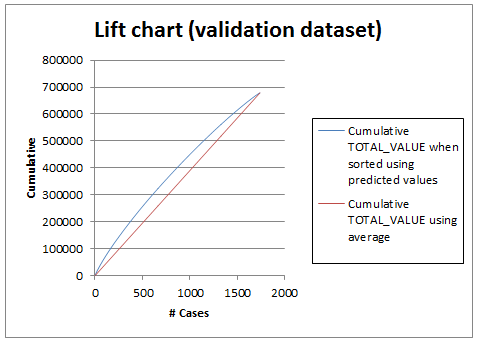 Lift chart (validation dataset)
800000
700000
600000
500000
400000
300000
200000
100000
0
Cumulative
0 500 1000 1500 2000
# Cases
Cumulative
TOTAL_VALUE when
sorted using
predicted values
Cumulative
TOTAL_VALUE using
average